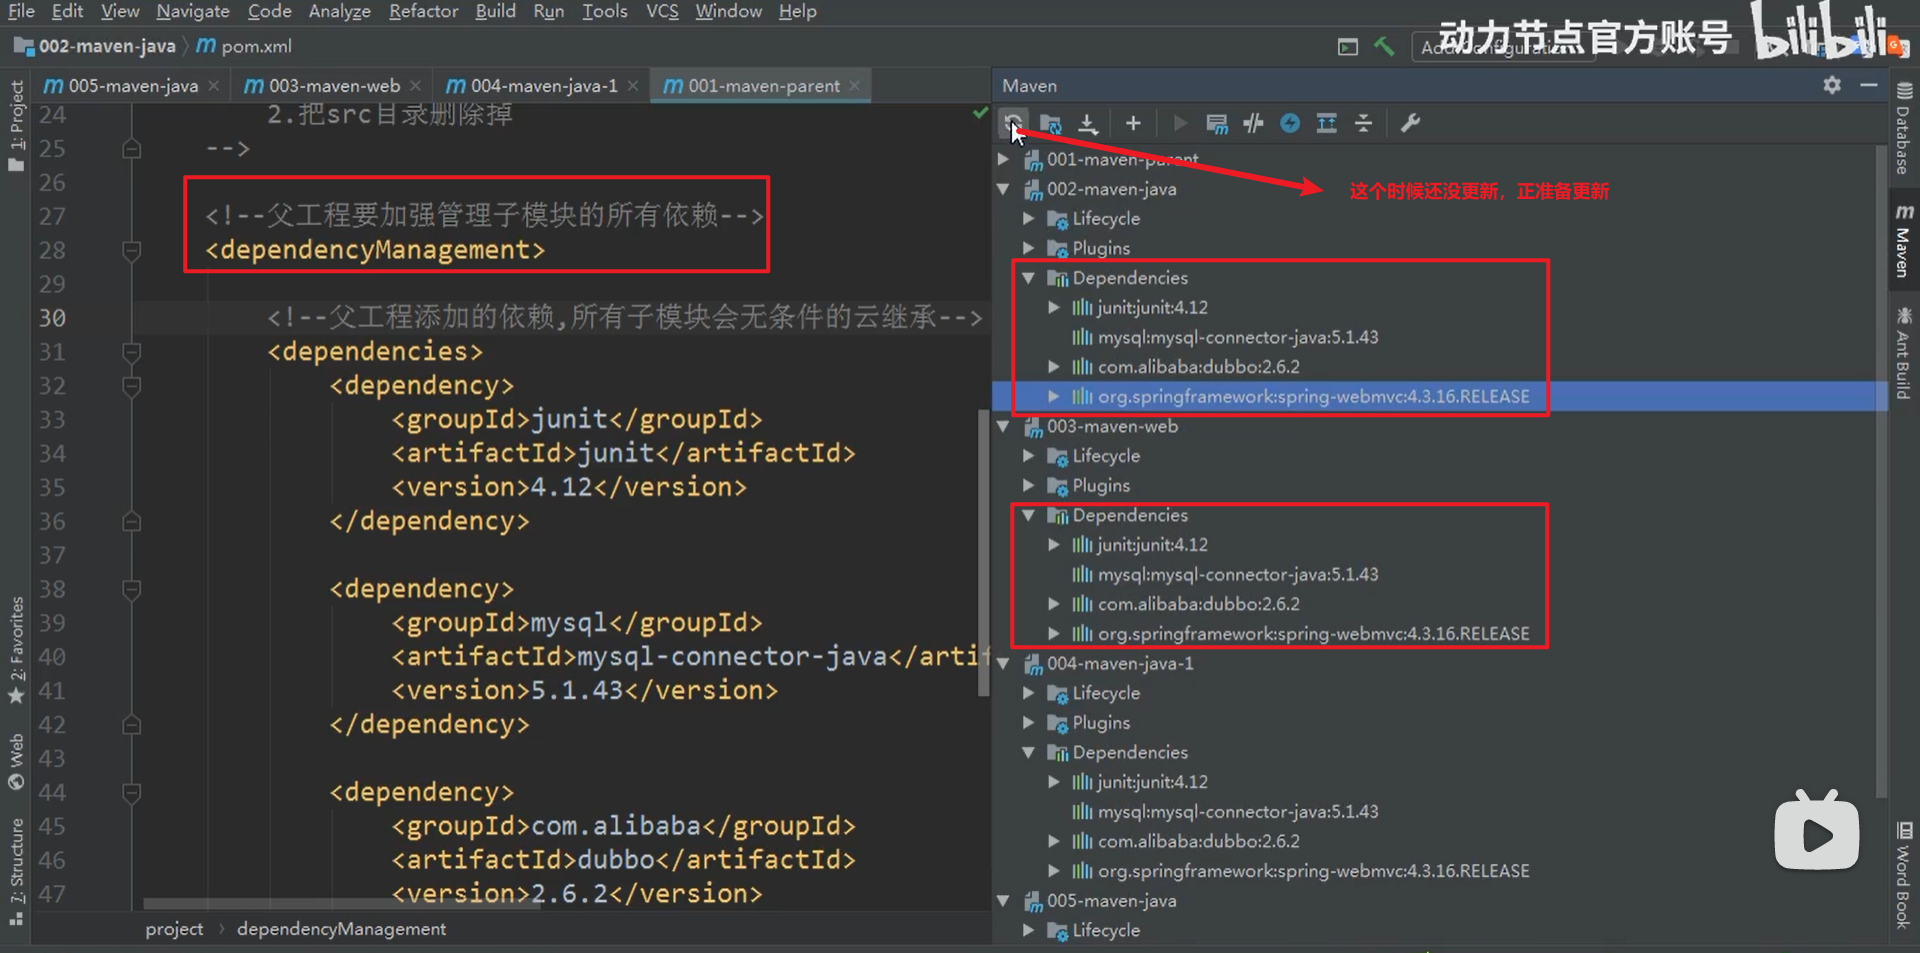 File Edit View Navigate Code Analyze Refactor Build Run Tools VCS Window Help
002-maven-java 〉 m pom.xml
动力节点官方账号 bilibili
005-maven-java 003-maven-web 004-maven-java-1 001-maven-parent
Maven
1: Project
2: Favorites
Web
7: Structure
24 2.把src目录删除掉
25 -->
26
27 <!--父工程要加强管理子模块的所有依赖-->
28 <dependencyManagement>
29
30 <!--父工程添加的依赖,所有子模块会无条件的云继承-->
31 <dependencies>
32 <dependency>
33 <groupId>junit</groupId>
34 <artifactId>junit</artifactId>
35 <version>4.12</version>
36 </dependency>
37
38 <dependency>
39 <groupId>mysql</groupId>
40 <artifactId>mysql-connector-java</artif
41 <version>5.1.43</version>
42 </dependency>
43
44 <dependency>
45 <groupId>com.alibaba</groupId>
46 <artifactId>dubbo</artifactId>
47 <version>2.6.2</version>
project 〉 dependencyManagement
001-maven-parent
这个时候还没更新，正准备更新
002-maven-java
Lifecycle
Plugins
Dependencies
junit:junit:4.12
mysql:mysql-connector-java:5.1.43
com.alibaba:dubbo:2.6.2
org.springframework:spring-webmvc:4.3.16.RELEASE
003-maven-web
Lifecycle
Plugins
Dependencies
junit:junit:4.12
mysql:mysql-connector-java:5.1.43
com.alibaba:dubbo:2.6.2
org.springframework:spring-webmvc:4.3.16.RELEASE
004-maven-java-1
Lifecycle
Plugins
Dependencies
junit:junit:4.12
mysql:mysql-connector-java:5.1.43
com.alibaba:dubbo:2.6.2
org.springframework:spring-webmvc:4.3.16.RELEASE
005-maven-java
Lifecycle
Database
Maven
Ant Build
Word Book